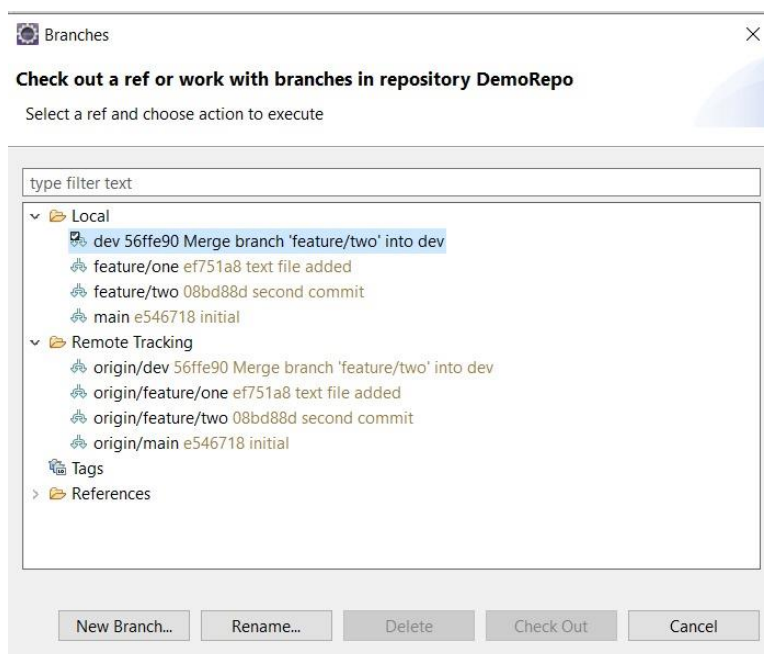 Branches
Check out a ref or work with branches in repository DemoRepo
Select a ref and choose action to execute
type filter text
Local
dev 56ffe90 Merge branch 'feature/two' into dev
feature/one ef751a8 text file added
feature/two 08bd88d second commit
main e546718 initial
Remote Tracking
origin/dev 56ffe90 Merge branch 'feature/two' into dev
origin/feature/one ef751a8 text file added
origin/feature/two 08bd88d second commit
origin/main e546718 initial
Tags
References
New Branch... Rename... Delete Check Out Cancel